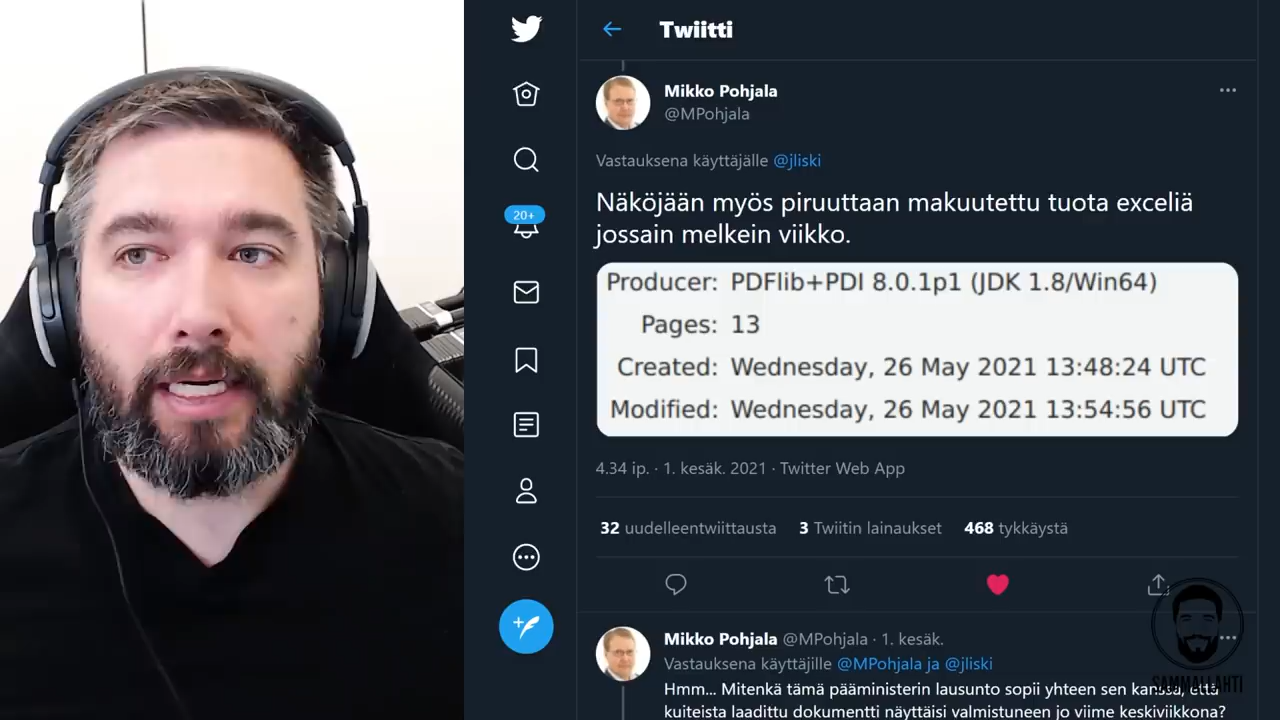 Twiitti
Mikko Pohjala
@MPohjala
Vastauksena käyttäjälle @jliski
20+
Näköjään myös piruuttaan makuutettu tuota exceliä
jossain melkein viikko.
Producer: PDFlib+PDI 8.0.1p1 (JDK 1.8/Win64)
Pages: 13
Created: Wednesday, 26 May 2021 13:48:24 UTC
Modified: Wednesday, 26 May 2021 13:54:56 UTC
4.34 ip. · 1. kesäk. 2021 · Twitter Web App
32 uudelleentwiittausta 3 Twiitin lainaukset 468 tykkäystä
Mikko Pohjala @MPohjala · 1. kesäk.
Vastauksena käyttäjille @MPohjala ja @jliski
Hmm... Mitenkä tämä pääministerin lausunto sopii yhteen sen kanssa, että
kuiteista laadittu dokumentti näyttäisi valmistuneen jo viime keskiviikkona?
SAMMALLAHTI